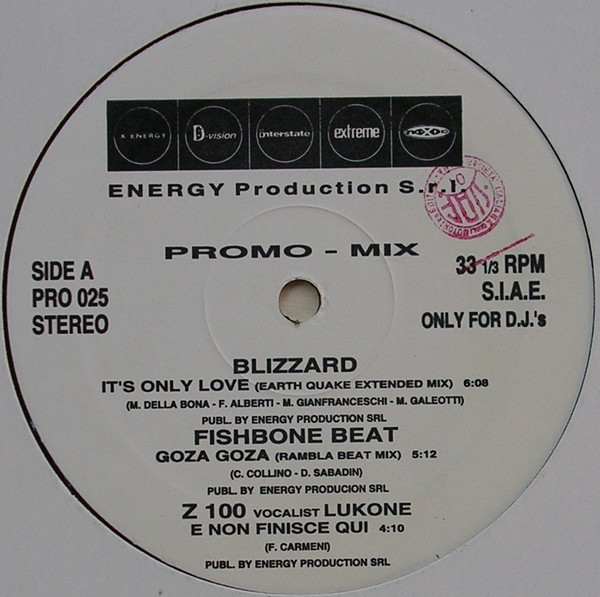 X ENERGY D-vision interstate extreme
ENERGY Production S.r.l.
PROMO - MIX
SIDE A
PRO 025
STEREO
33 1/3 RPM
S.I.A.E.
ONLY FOR D.J.'s
BLIZZARD
IT'S ONLY LOVE (EARTH QUAKE EXTENDED MIX) 6:08
(M. DELLA BONA - F. ALBERTI - M. GIANFRANCESCHI - M. GALEOTTI)
PUBL. BY ENERGY PRODUCTION SRL
FISHBONE BEAT
GOZA GOZA (RAMBLA BEAT MIX) 5:12
(C. COLLINO - D. SABADIN)
PUBL. BY ENERGY PRODUCION SRL
Z 100 VOCALIST LUKONE
E NON FINISCE QUI 4:10
(F. CARMENI)
PUBL. BY ENERGY PRODUCTION SRL